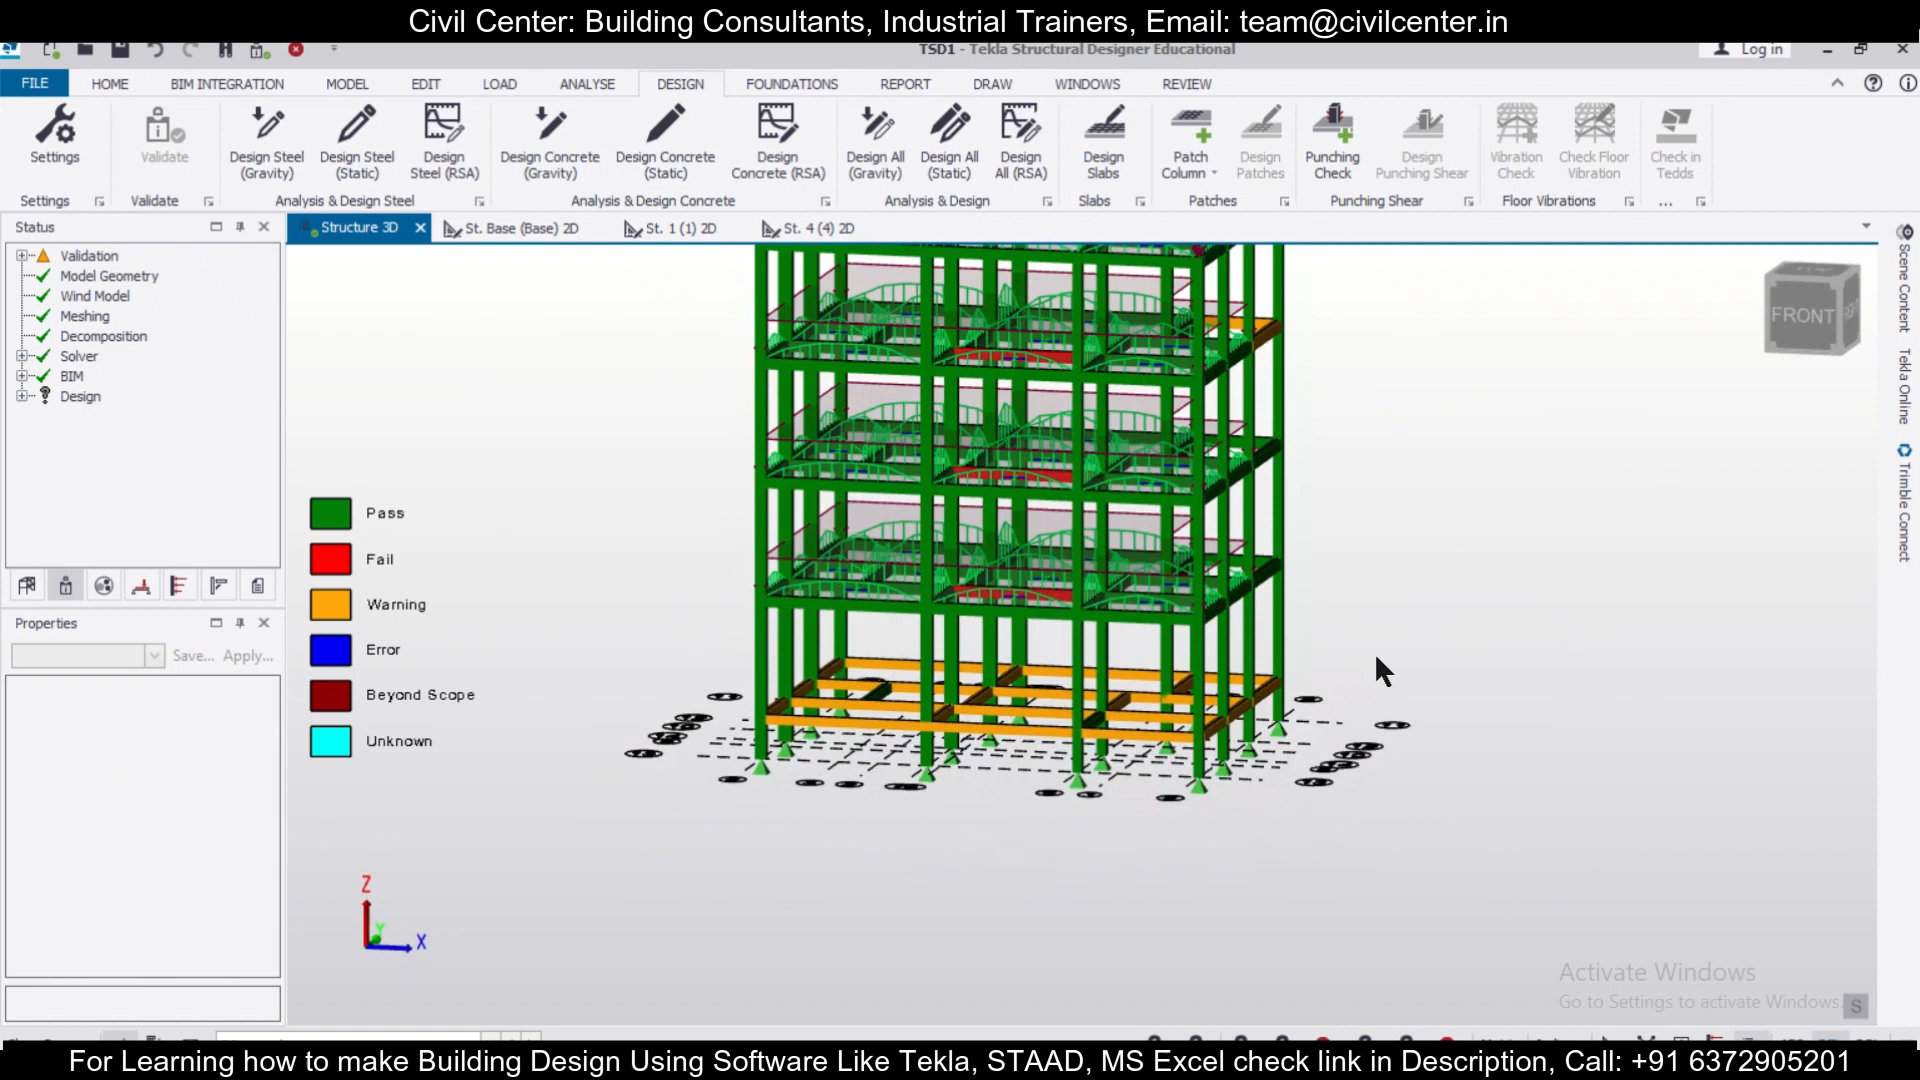 Civil Center: Building Consultants, Industrial Trainers, Email: team@civilcenter.in
TSD1 - Tekla Structural Designer Educational
Log in
FILE HOME BIM INTEGRATION MODEL EDIT LOAD ANALYSE DESIGN FOUNDATIONS REPORT DRAW WINDOWS REVIEW
Settings Validate Design Steel (Gravity) Design Steel (Static) Design Steel (RSA) Design Concrete (Gravity) Design Concrete (Static) Design Concrete (RSA) Design All (Gravity) Design All (Static) Design All (RSA) Design Slabs Patch Column Design Patches Punching Check Design Punching Shear Vibration Check Check Floor Vibration Check in Tedds
Settings Validate Analysis & Design Steel Analysis & Design Concrete Analysis & Design Slabs Patches Punching Shear Floor Vibrations ...
Status
Structure 3D St. Base (Base) 2D St. 1 (1) 2D St. 4 (4) 2D
Validation
Model Geometry
Wind Model
Meshing
Decomposition
Solver
BIM
Design
Properties
Save... Apply...
Pass
Fail
Warning
Error
Beyond Scope
Unknown
FRONT
Scene Content
Tekla Online
Trimble Connect
Z
Y
X
Activate Windows
Go to Settings to activate Windows.
S
For Learning how to make Building Design Using Software Like Tekla, STAAD, MS Excel check link in Description, Call: +91 6372905201